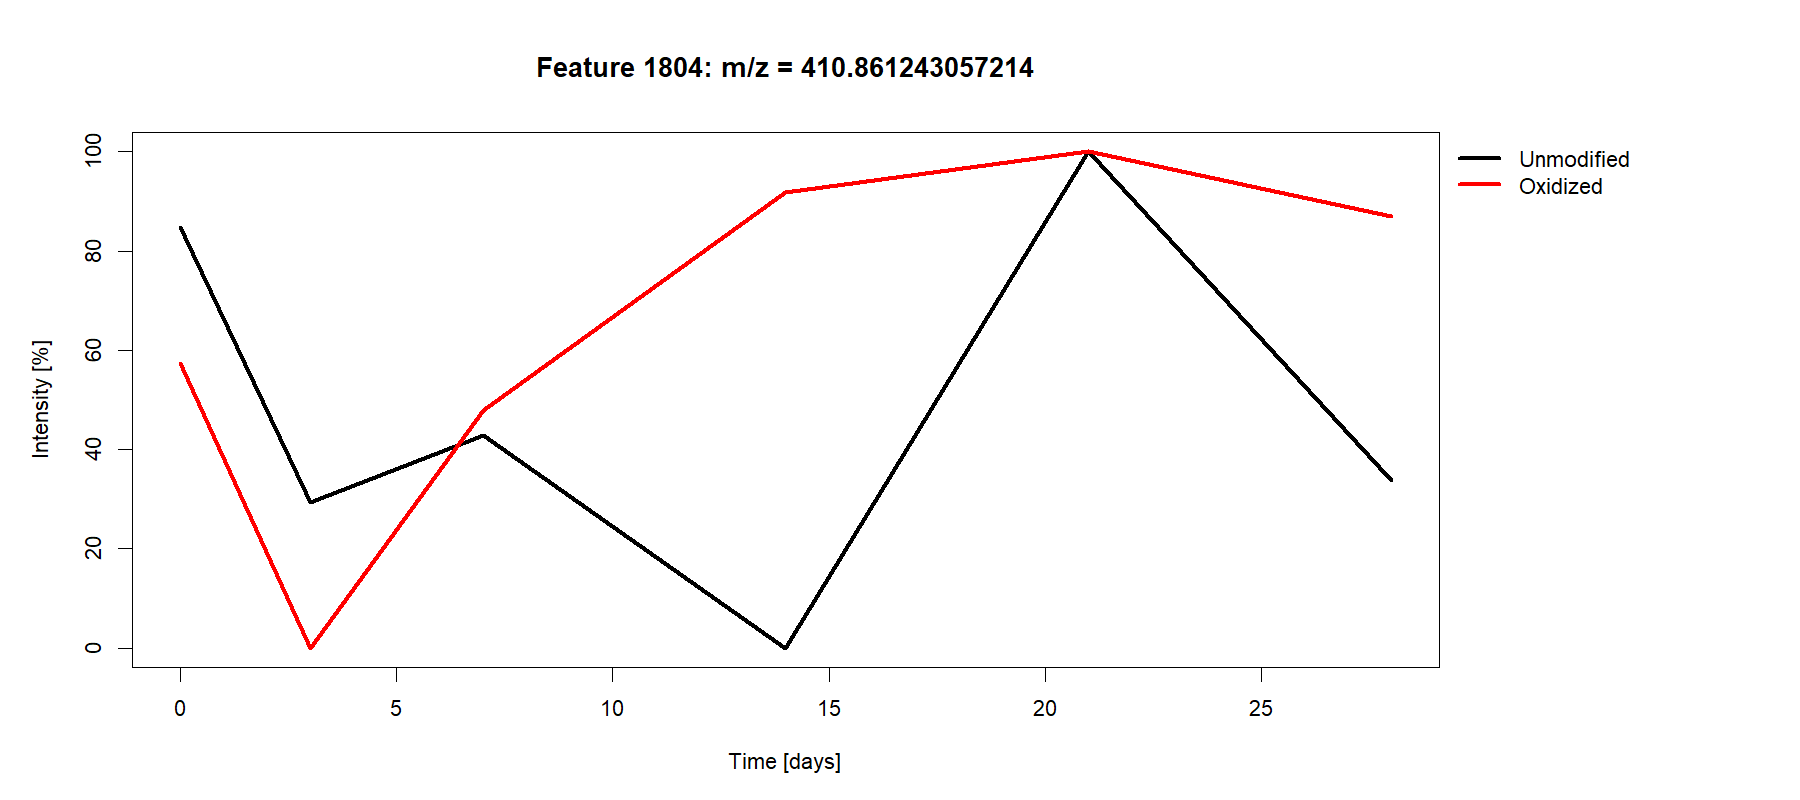 Feature 1804: m/z = 410.861243057214
Unmodified
Oxidized
Intensity [%]
100
80
60
40
20
0
0 5 10 15 20 25
Time [days]